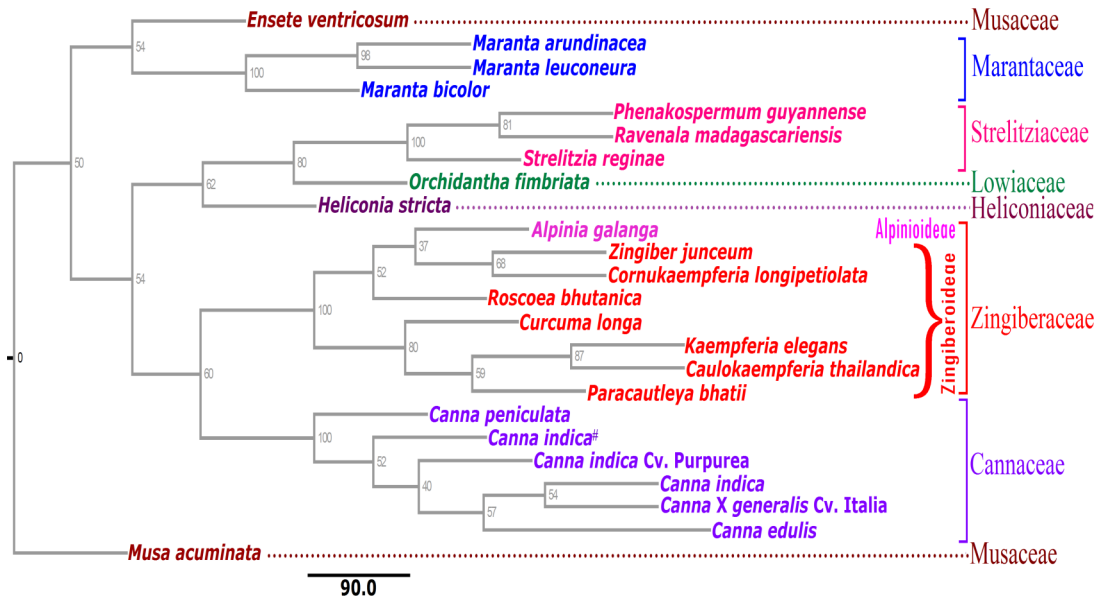 Ensete ventricosum Musaceae
54
Maranta arundinacea
98
Maranta leuconeura Marantaceae
100
Maranta bicolor
Phenakospermum guyannense
81
Ravenala madagascariensis Strelitziaceae
100
Strelitzia reginae
50
80
Orchidantha fimbriata Lowiaceae
62
Heliconia stricta Heliconiaceae
Alpinia galanga Alpinioideae
37
Zingiber junceum
68
Cornukaempferia longipetiolata
52
54
Roscoea bhutanica
100
Curcuma longa Zingiberaceae
Zingiberoideae
80
Kaempferia elegans
87
0
Caulokaempferia thailandica
59
60
Paracautleya bhatii
Canna peniculata
100
Canna indica#
52
Canna indica Cv. Purpurea Cannaceae
40
Canna indica
54
Canna X generalis Cv. Italia
57
Canna edulis
Musa acuminata Musaceae
90.0